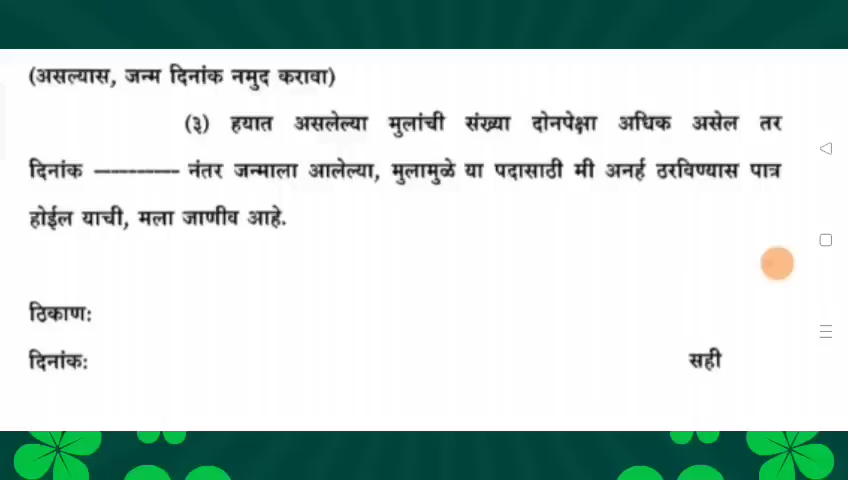 (असल्यास, जन्म दिनांक नमुद करावा)
(३) हयात असलेल्या मुलांची संख्या दोनपेक्षा अधिक असेल तर
दिनांक ---------- नंतर जन्माला आलेल्या, मुलामुळे या पदासाठी मी अनर्ह ठरविण्यास पात्र
होईल याची, मला जाणीव आहे.
ठिकाण:
दिनांक: सही